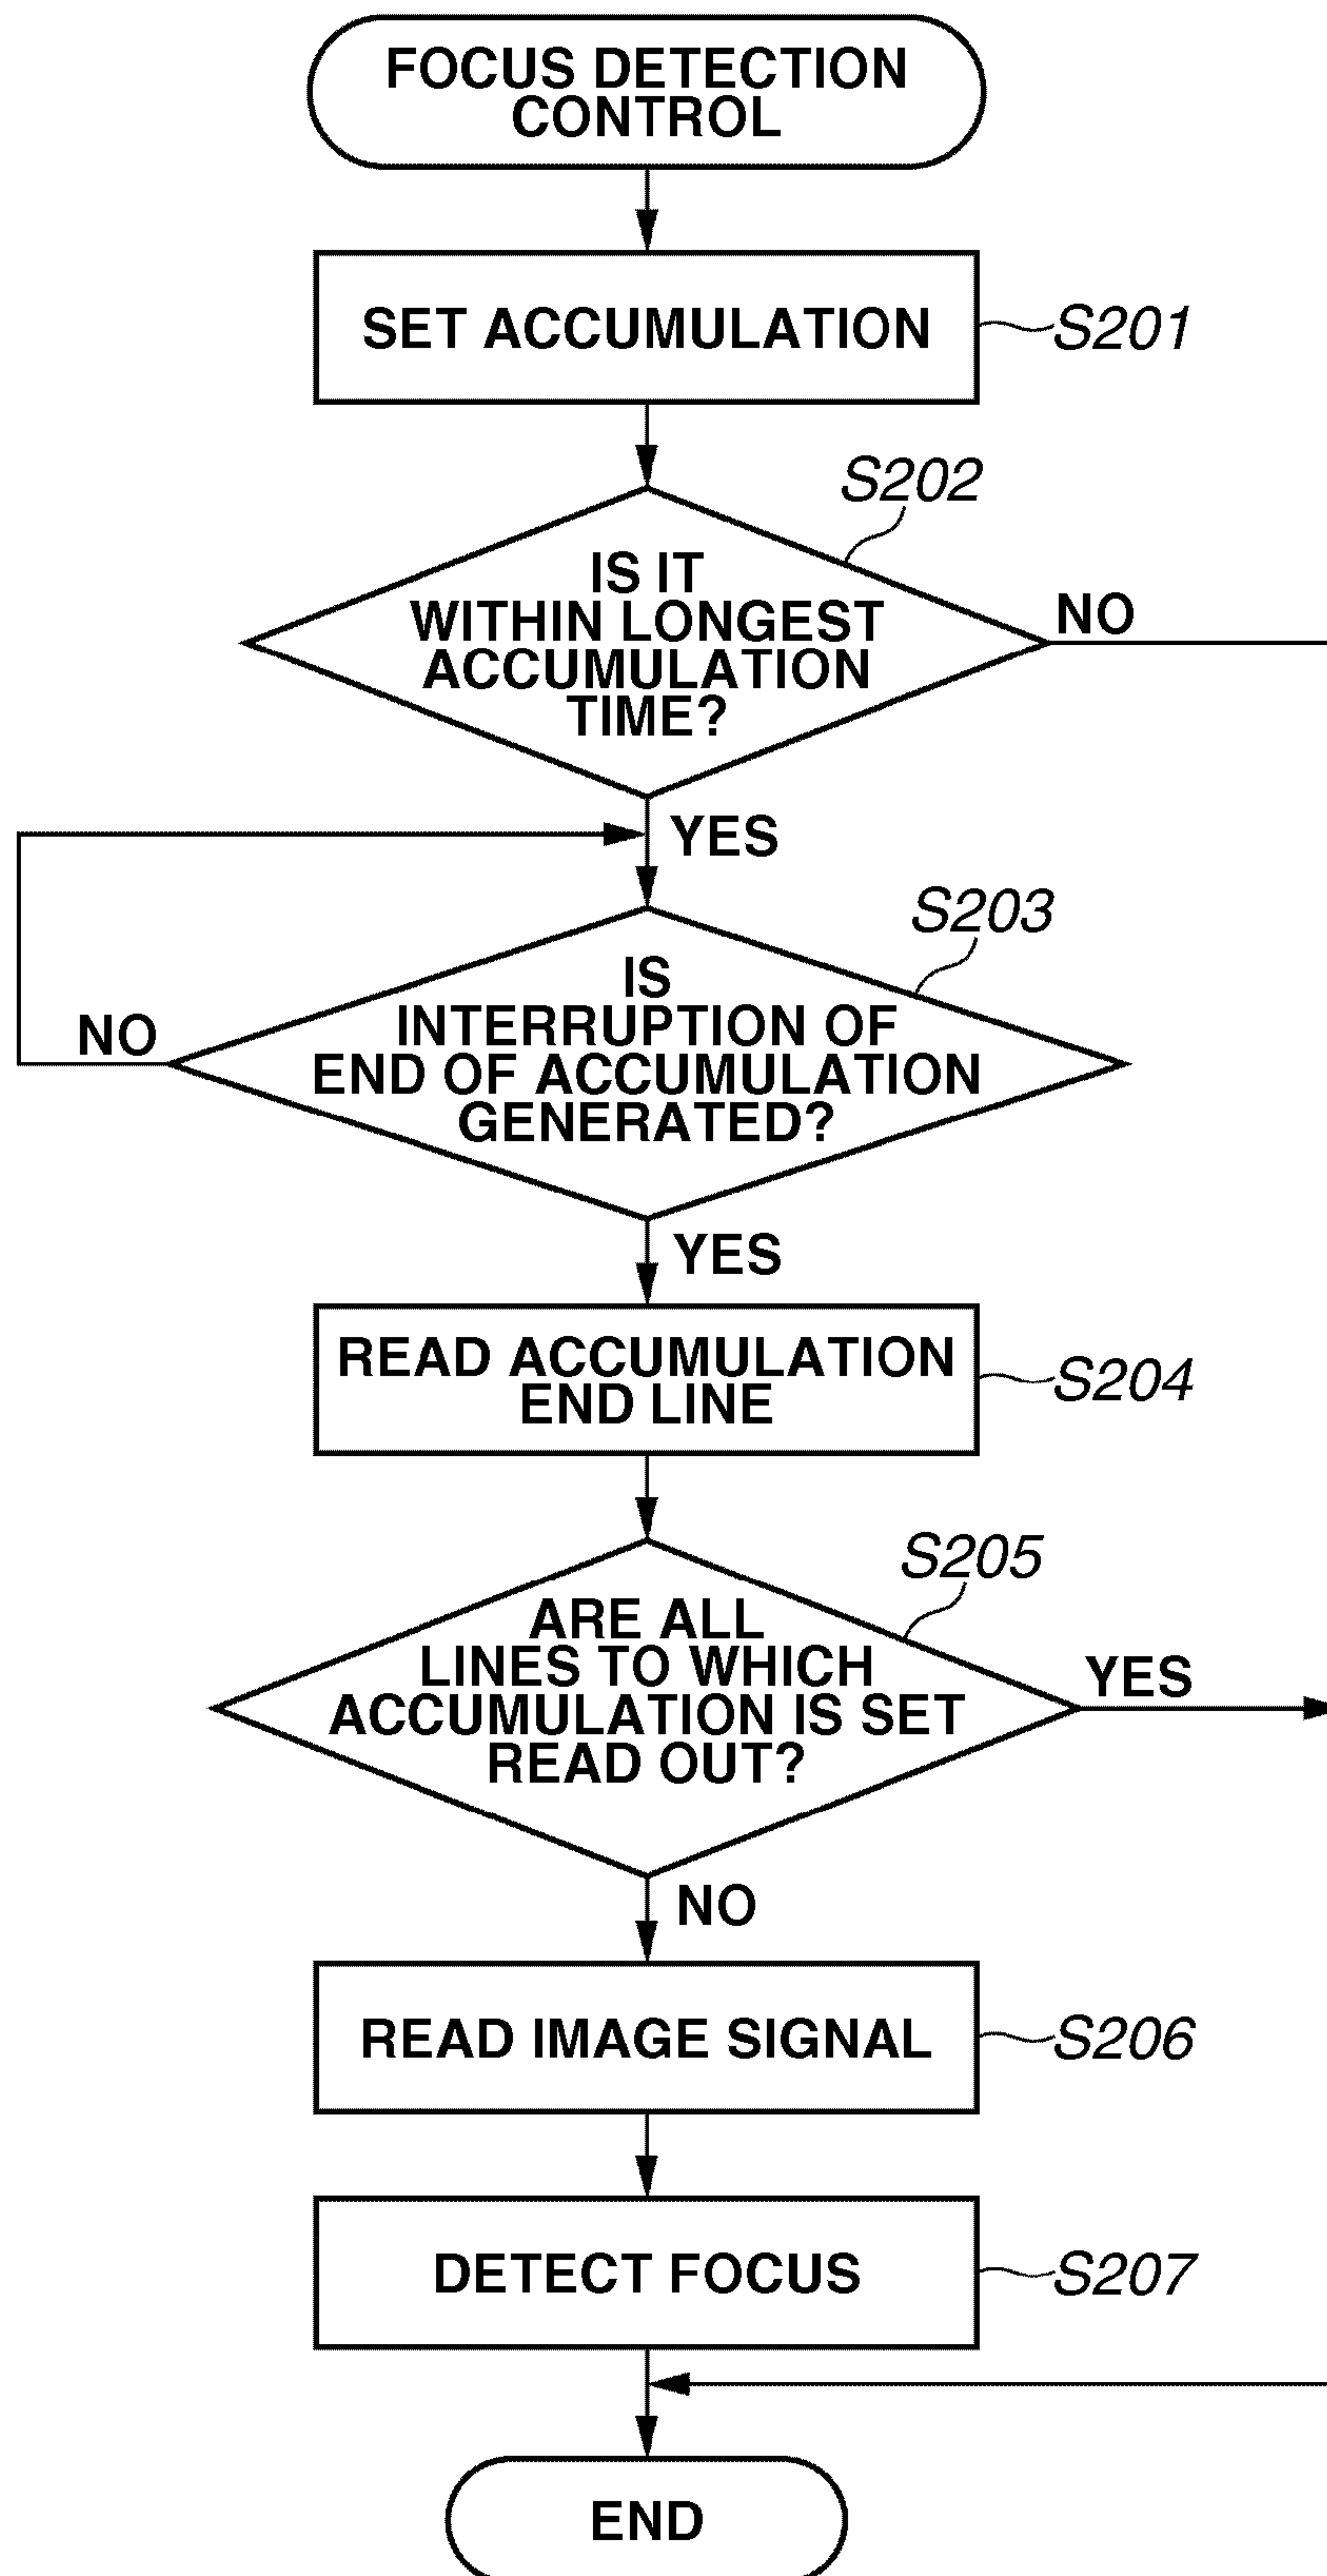 FOCUS DETECTION
CONTROL
SET ACCUMULATION
S201
S202
IS IT
WITHIN LONGEST
ACCUMULATION
TIME?
NO
YES
S203
IS
INTERRUPTION OF
END OF ACCUMULATION
GENERATED?
NO
YES
READ ACCUMULATION
END LINE
S204
S205
ARE ALL
LINES TO WHICH
ACCUMULATION IS SET
READ OUT?
YES
NO
READ IMAGE SIGNAL
S206
DETECT FOCUS
S207
END